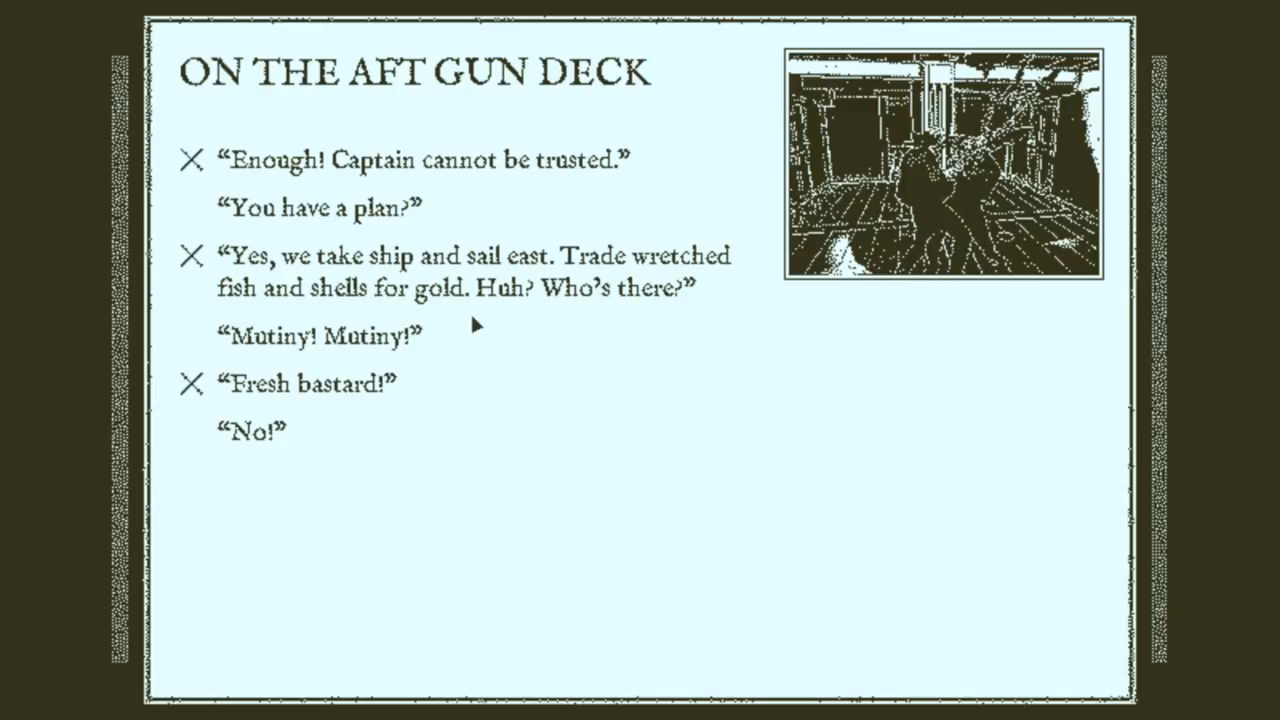 ON THE AFT GUN DECK
“Enough! Captain cannot be trusted.”
“You have a plan?”
“Yes, we take ship and sail east. Trade wretched
fish and shells for gold. Huh? Who’s there?”
“Mutiny! Mutiny!”
“Fresh bastard!”
“No!”